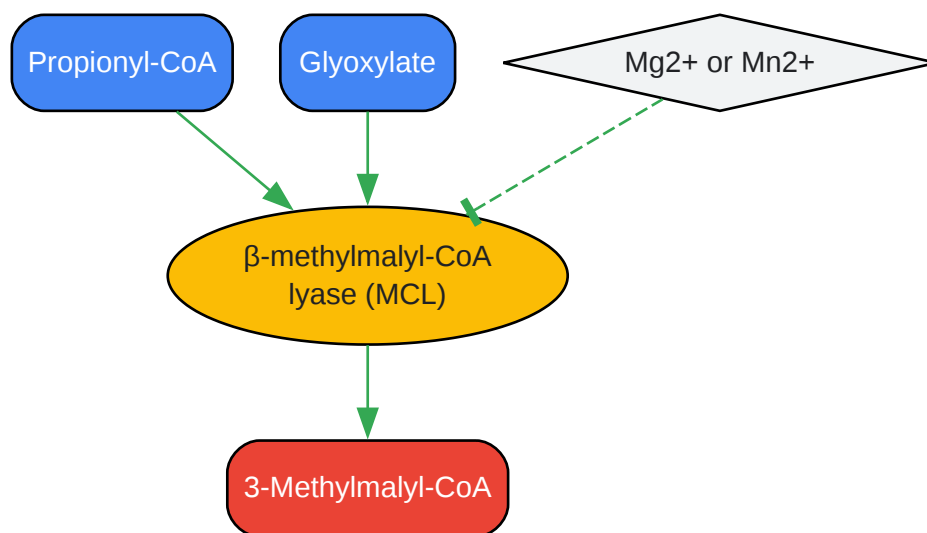 Propionyl-CoA
Glyoxylate
Mg2+ or Mn2+
β-methylmalyl-CoA
lyase (MCL)
3-Methylmalyl-CoA